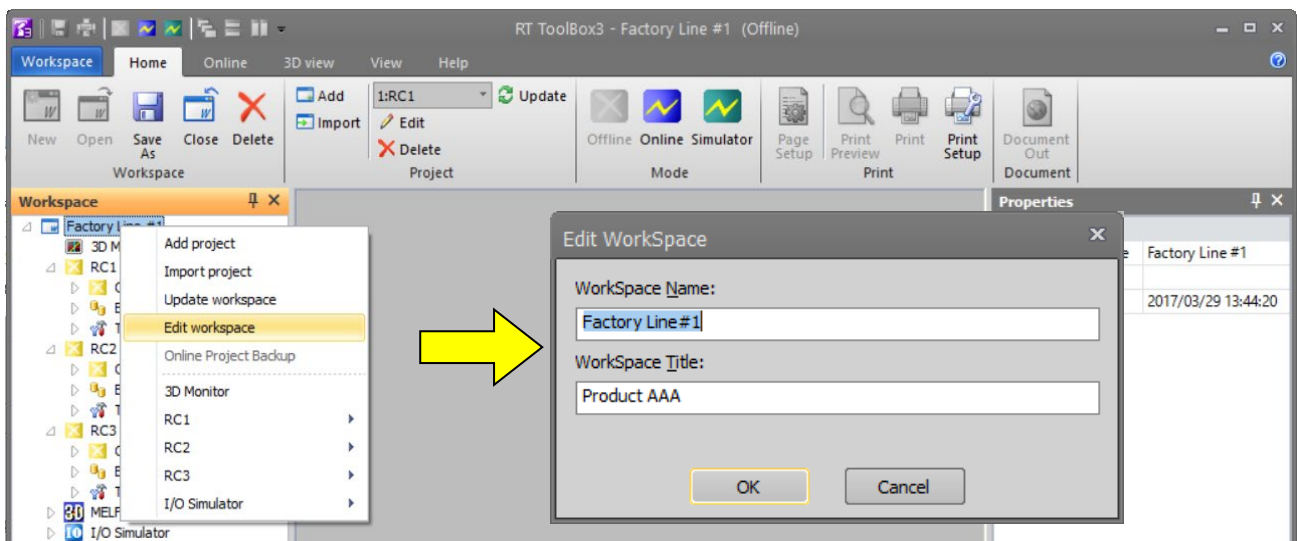 RT ToolBox3 - Factory Line #1 (Offline)
Workspace Home Online 3D view View Help
New Open Save As Close Delete
Workspace
Add
Import
1:RC1
Update
Edit
Delete
Project
Offline Online Simulator
Mode
Page Setup
Print Preview
Print
Print Setup
Print
Document Out
Document
Workspace
Factory Line #1
3D M
RC1
RC2
RC3
MELF
I/O Simulator
Add project
Import project
Update workspace
Edit workspace
Online Project Backup
3D Monitor
RC1
RC2
RC3
I/O Simulator
Edit WorkSpace
WorkSpace Name:
Factory Line#1
WorkSpace Title:
Product AAA
OK Cancel
Properties
Factory Line #1
2017/03/29 13:44:20